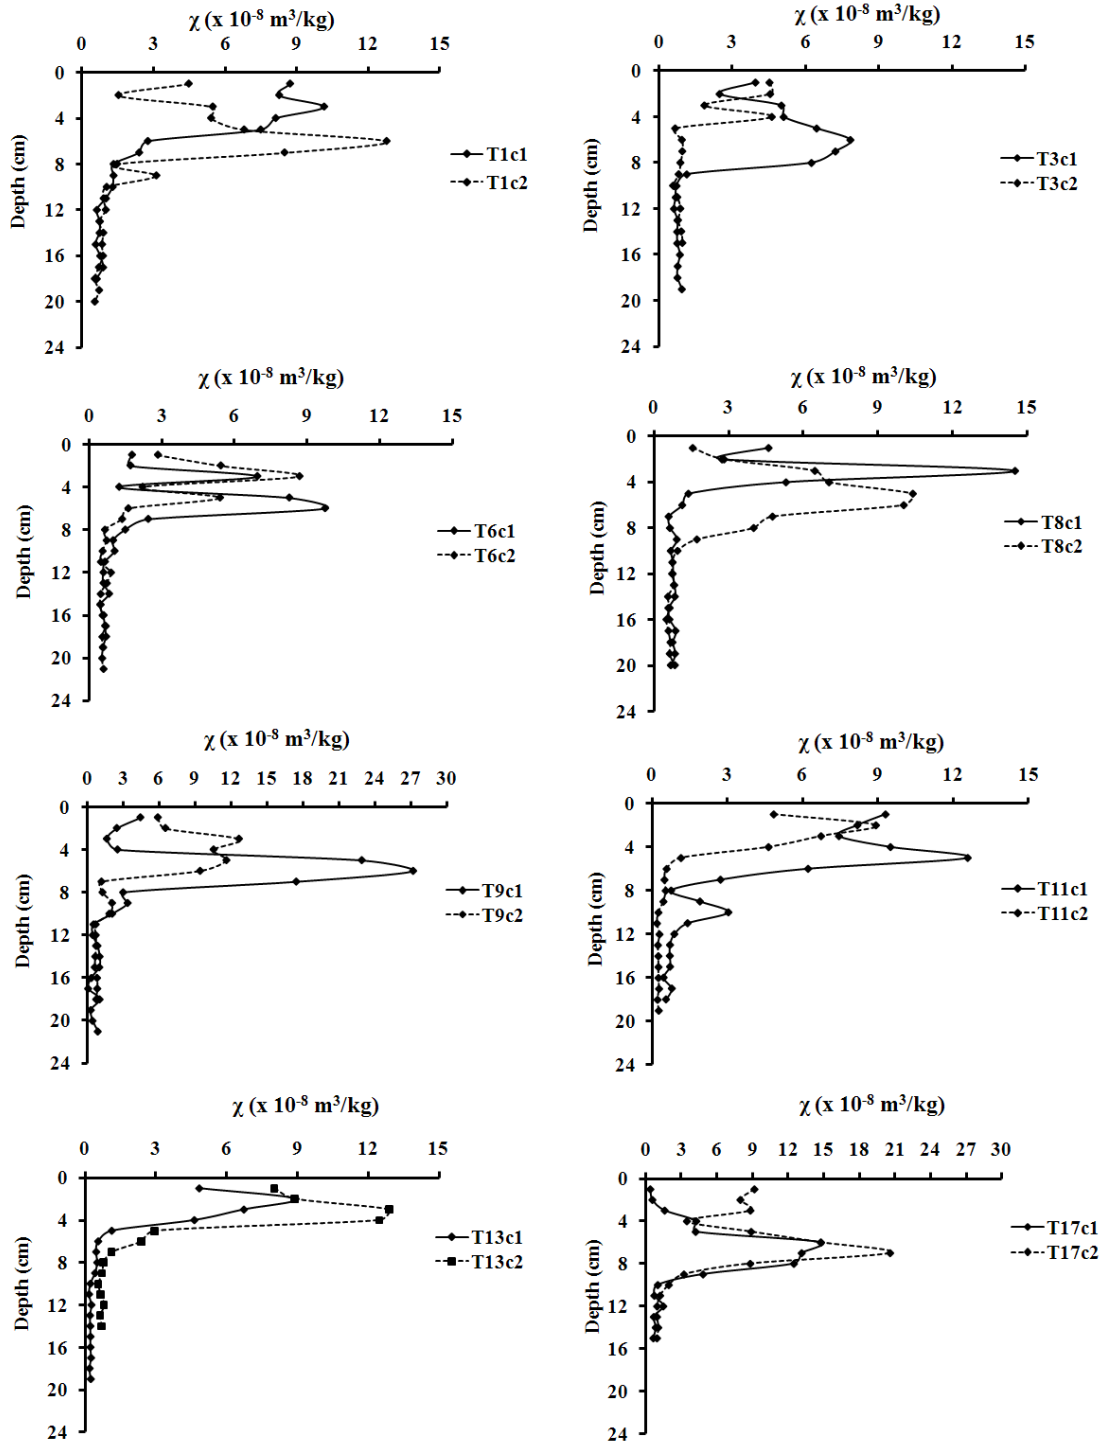 χ (x 10⁻⁸ m³/kg)
0 3 6 9 12 15
0
4
8
12
16
20
24
Depth (cm)
T1c1
T1c2
χ (x 10⁻⁸ m³/kg)
0 3 6 9 12 15
0
4
8
12
16
20
24
Depth (cm)
T3c1
T3c2
χ (x 10⁻⁸ m³/kg)
0 3 6 9 12 15
0
4
8
12
16
20
24
Depth (cm)
T6c1
T6c2
χ (x 10⁻⁸ m³/kg)
0 3 6 9 12 15
0
4
8
12
16
20
24
Depth (cm)
T8c1
T8c2
χ (x 10⁻⁸ m³/kg)
0 3 6 9 12 15 18 21 24 27 30
0
4
8
12
16
20
24
Depth (cm)
T9c1
T9c2
χ (x 10⁻⁸ m³/kg)
0 3 6 9 12 15
0
4
8
12
16
20
24
Depth (cm)
T11c1
T11c2
χ (x 10⁻⁸ m³/kg)
0 3 6 9 12 15
0
4
8
12
16
20
24
Depth (cm)
T13c1
T13c2
χ (x 10⁻⁸ m³/kg)
0 3 6 9 12 15 18 21 24 27 30
0
4
8
12
16
20
24
Depth (cm)
T17c1
T17c2